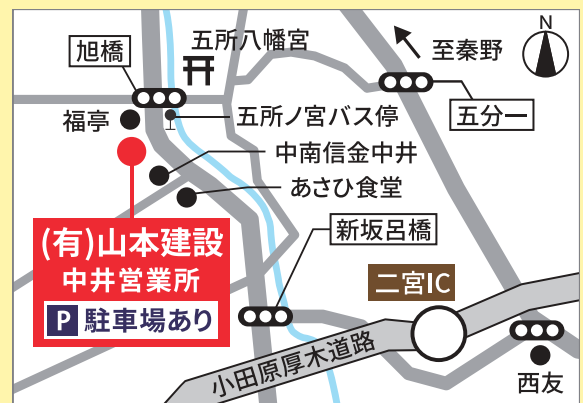 旭橋
五所八幡宮
至秦野
N
福亭
五所ノ宮バス停
五分一
中南信金中井
あさひ食堂
(有)山本建設
中井営業所
P 駐車場あり
新坂呂橋
二宮IC
小田原厚木道路
西友